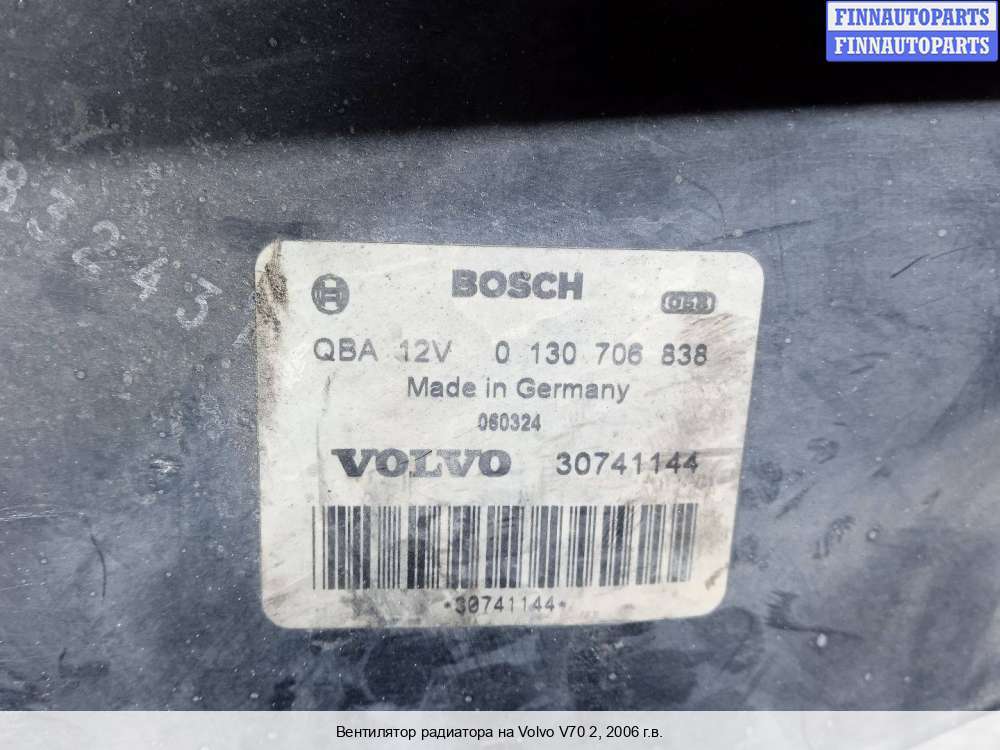 FINNAUTOPARTS
FINNAUTOPARTS
BOSCH
QBA 12V 0 130 706 838
Made in Germany
060324
VOLVO 30741144
*30741144*
Вентилятор радиатора на Volvo V70 2, 2006 г.в.